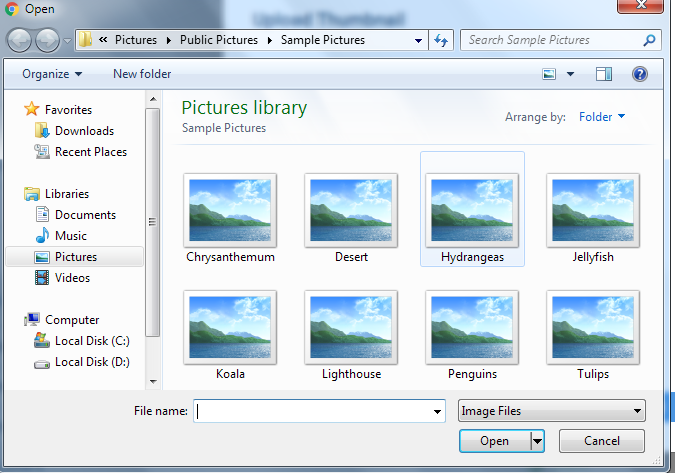 Open
Upload Thumbnail
« Pictures Public Pictures Sample Pictures
Search Sample Pictures
Organize
New folder
Favorites
Downloads
Recent Places
Libraries
Documents
Music
Pictures
Videos
Computer
Local Disk (C:)
Local Disk (D:)
Pictures library
Sample Pictures
Arrange by: Folder
Chrysanthemum
Desert
Hydrangeas
Jellyfish
Koala
Lighthouse
Penguins
Tulips
File name:
Image Files
Open
Cancel